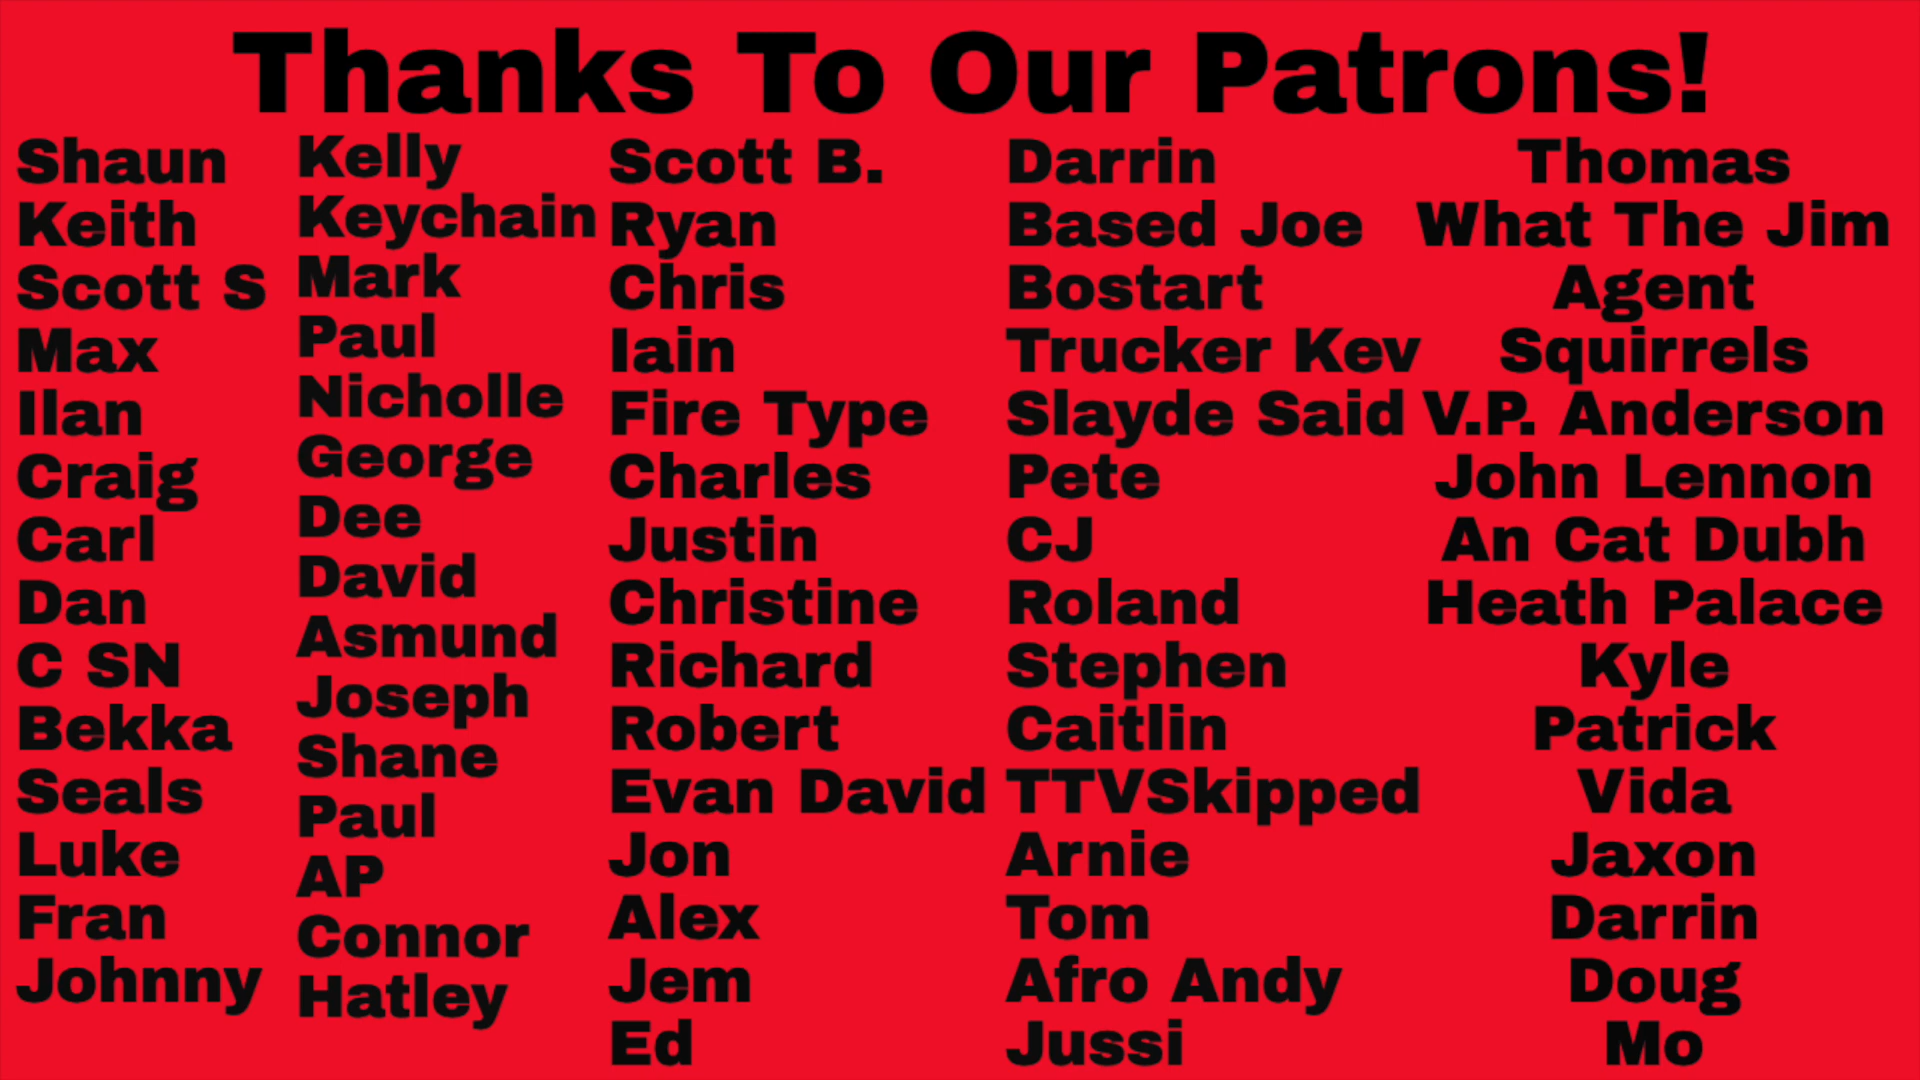 Thanks To Our Patrons!
Shaun
Keith
Scott S
Max
Ilan
Craig
Carl
Dan
C SN
Bekka
Seals
Luke
Fran
Johnny
Kelly
Keychain
Mark
Paul
Nicholle
George
Dee
David
Asmund
Joseph
Shane
Paul
AP
Connor
Hatley
Scott B.
Ryan
Chris
Iain
Fire Type
Charles
Justin
Christine
Richard
Robert
Evan David
Jon
Alex
Jem
Ed
Darrin
Based Joe
Bostart
Trucker Kev
Slayde Said
Pete
CJ
Roland
Stephen
Caitlin
TTVSkipped
Arnie
Tom
Afro Andy
Jussi
Thomas
What The Jim
Agent
Squirrels
V.P. Anderson
John Lennon
An Cat Dubh
Heath Palace
Kyle
Patrick
Vida
Jaxon
Darrin
Doug
Mo